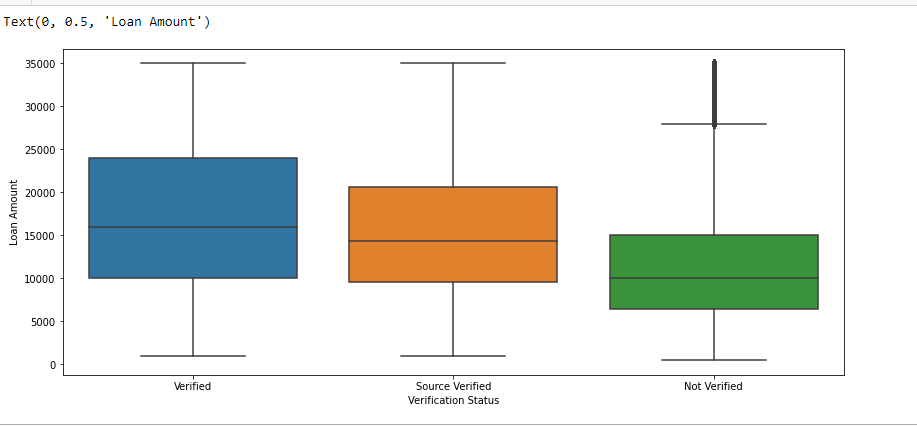 Text(0, 0.5, 'Loan Amount')
35000
30000
25000
20000
15000
10000
5000
0
Loan Amount
Verified
Source Verified
Not Verified
Verification Status